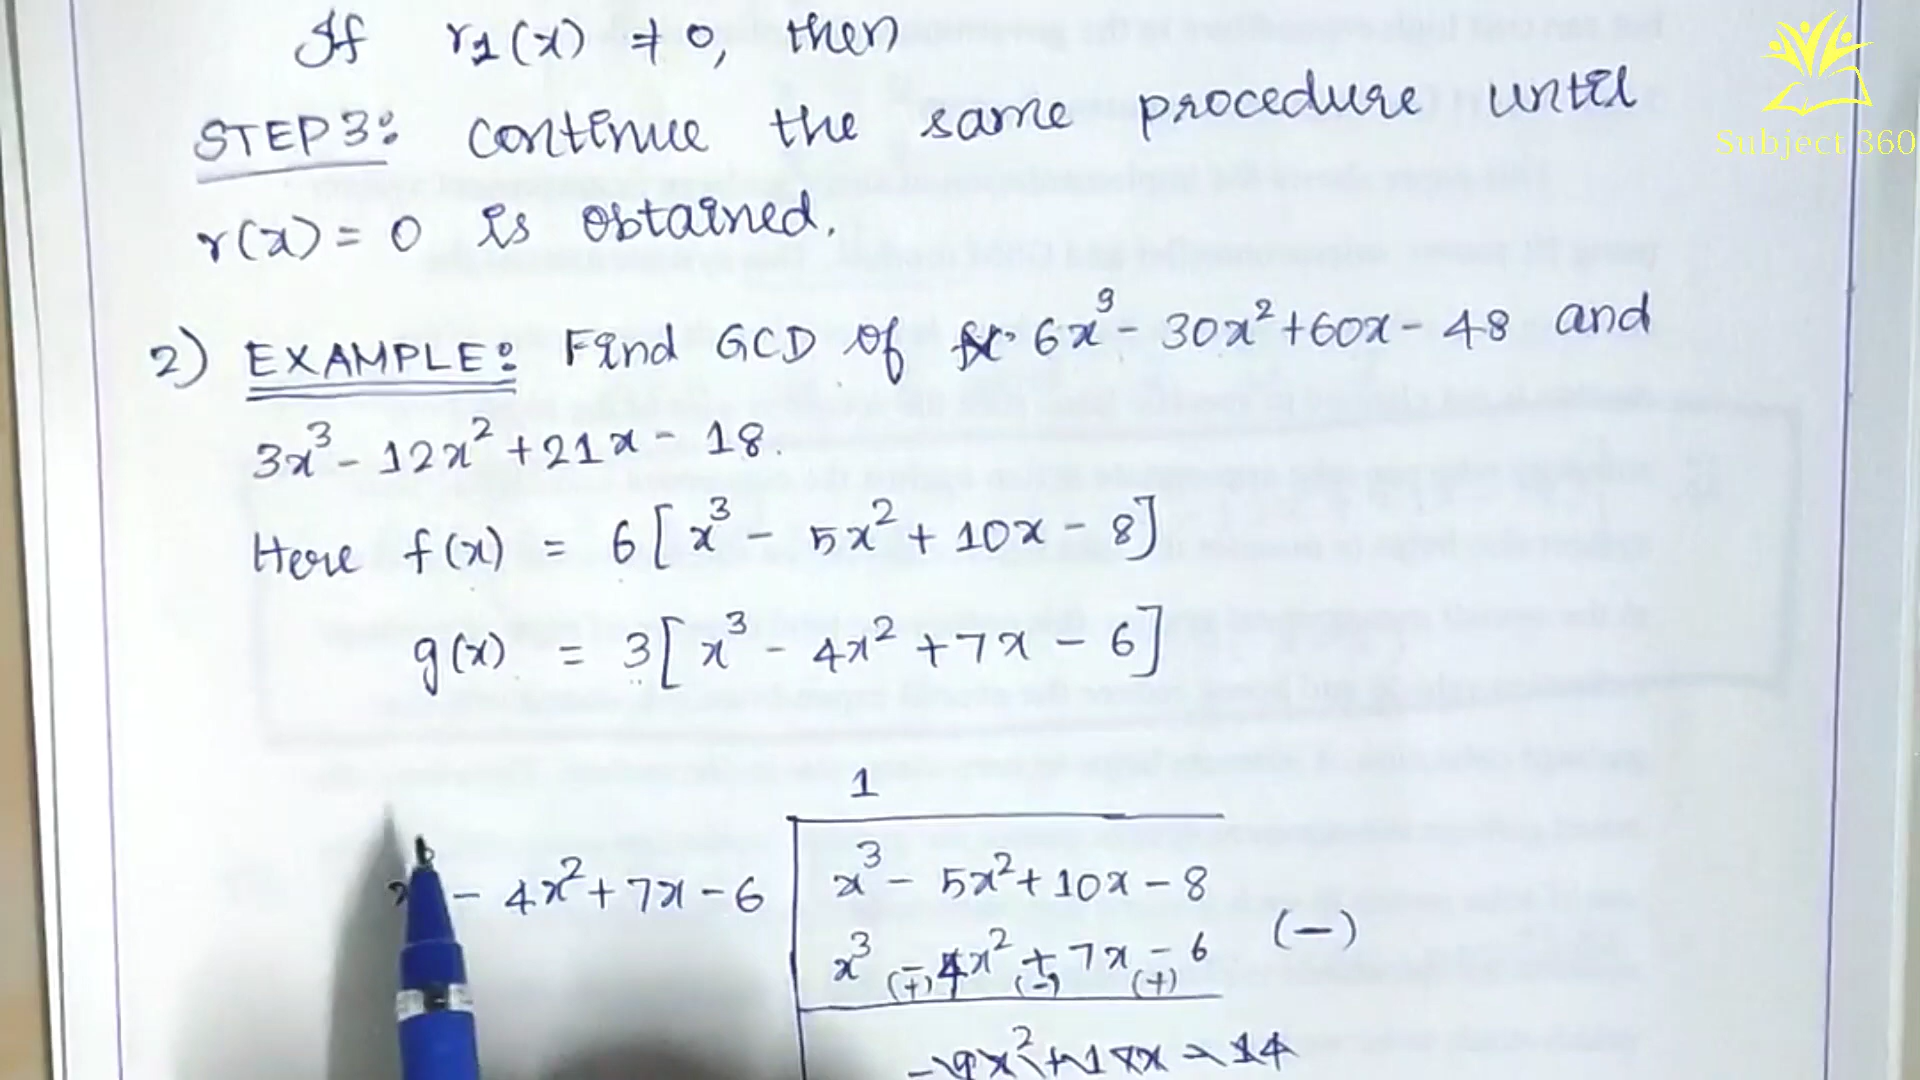 If r₁(x) ≠ 0, then
STEP 3: continue the same procedure until
r(x) = 0 is obtained.
2) EXAMPLE: Find GCD of 6x³ - 30x² + 60x - 48 and
3x³ - 12x² + 21x - 18.
Here f(x) = 6[x³ - 5x² + 10x - 8]
g(x) = 3[x³ - 4x² + 7x - 6]
1
- 4x² + 7x - 6 | x³ - 5x² + 10x - 8
x³ - 4x² + 7x - 6 (-)
(+) (-) (+)
Subject 360